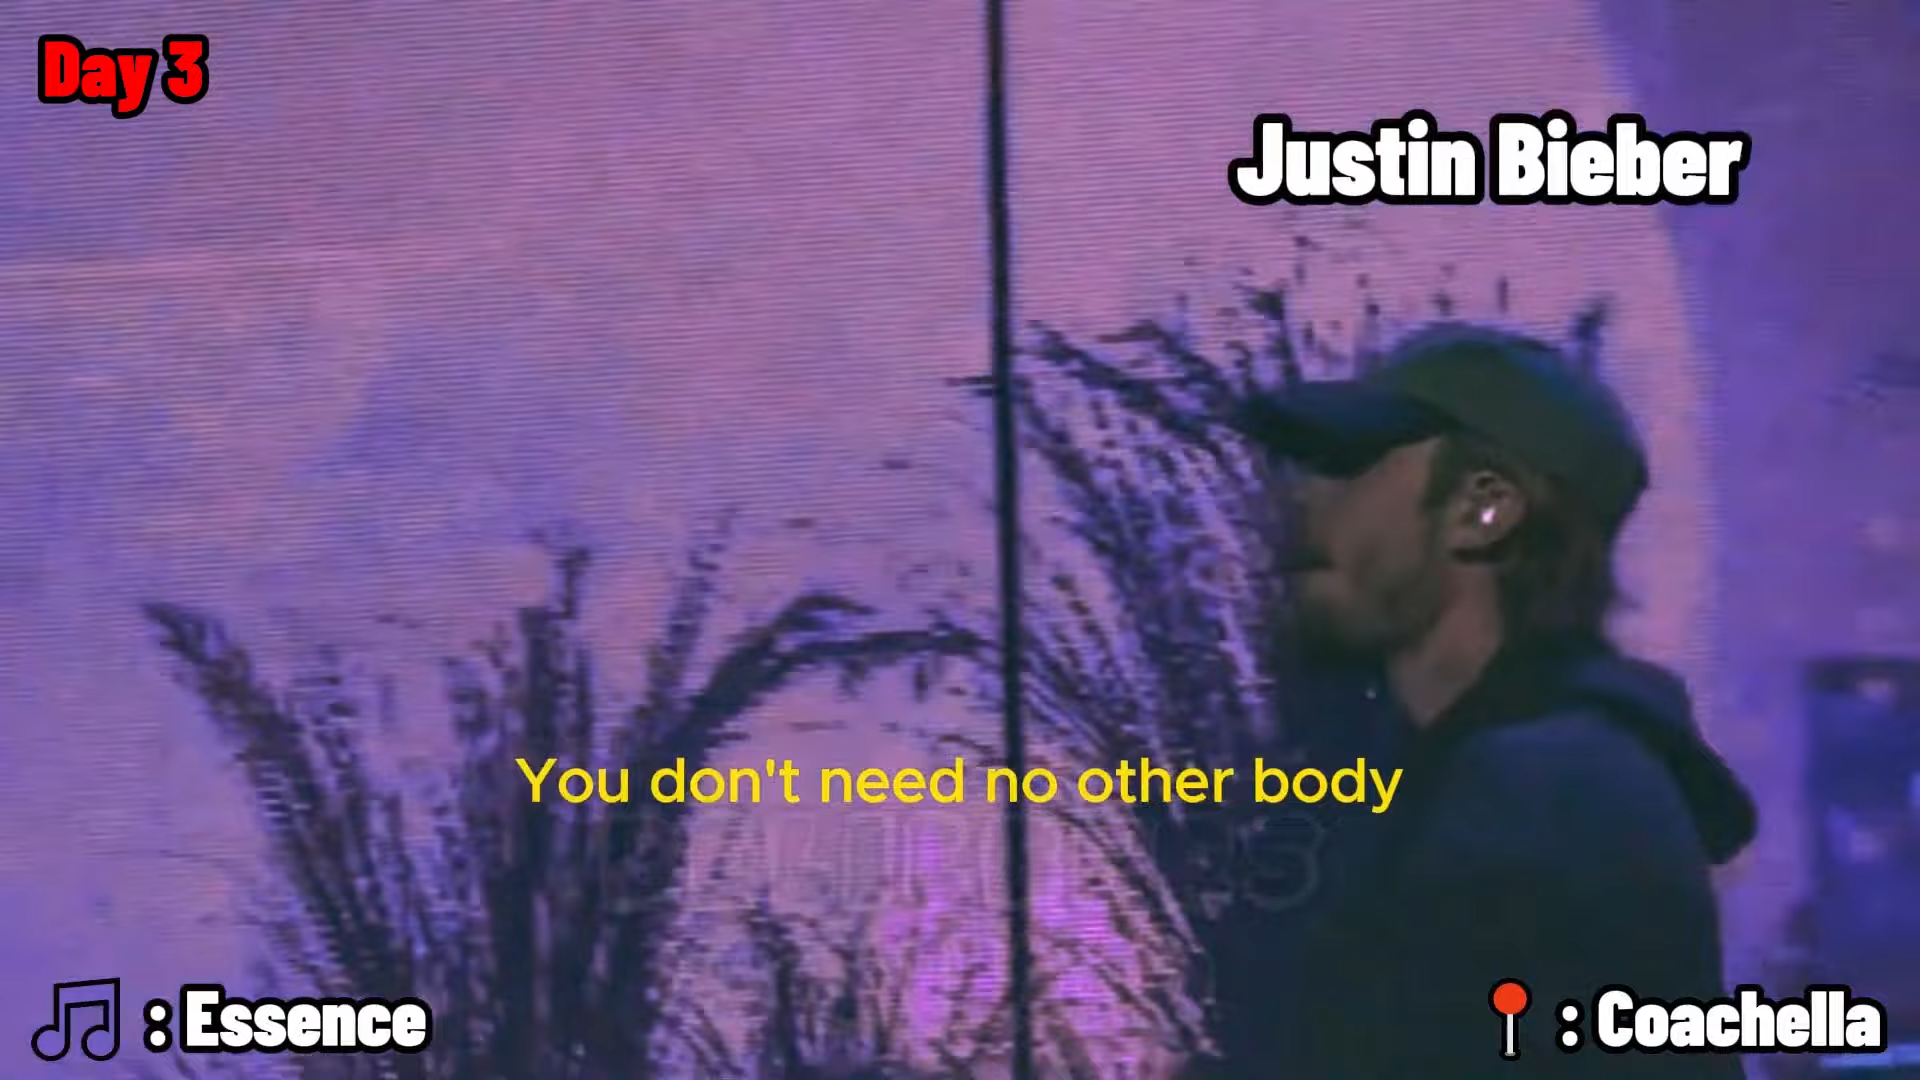 Day 3
Justin Bieber
You don't need no other body
: Essence
: Coachella